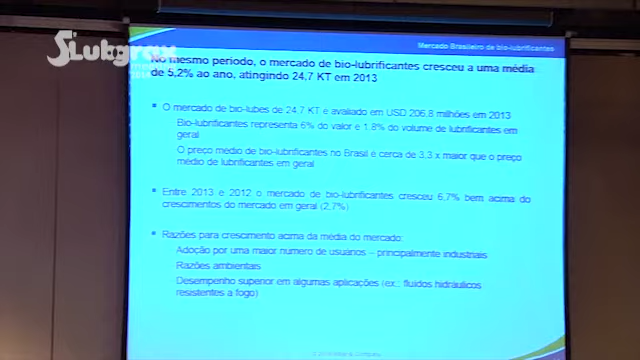 SLUbgrax
Mercado Brasileiro de bio-lubrificantes
No mesmo período, o mercado de bio-lubrificantes cresceu a uma média
de 5,2% ao ano, atingindo 24,7 KT em 2013
O mercado de bio-lubes de 24,7 KT e avaliado em USD 206,8 milhões em 2013
Bio-lubrificantes representa 6% do valor e 1.8% do volume de lubrificantes em
geral
O preço médio de bio-lubrificantes no Brasil é cerca de 3,3 x maior que o preço
médio de lubrificantes em geral
Entre 2013 e 2012 o mercado de bio-lubrificantes cresceu 6,7% bem acima do
crescimentos do mercado em geral (2,7%)
Razões para crescimento acima da média do mercado:
Adoção por uma maior número de usuários – principalmente industriais
Razões ambientais
Desempenho superior em algumas aplicações (ex.: fluidos hidráulicos
resistentes a fogo)